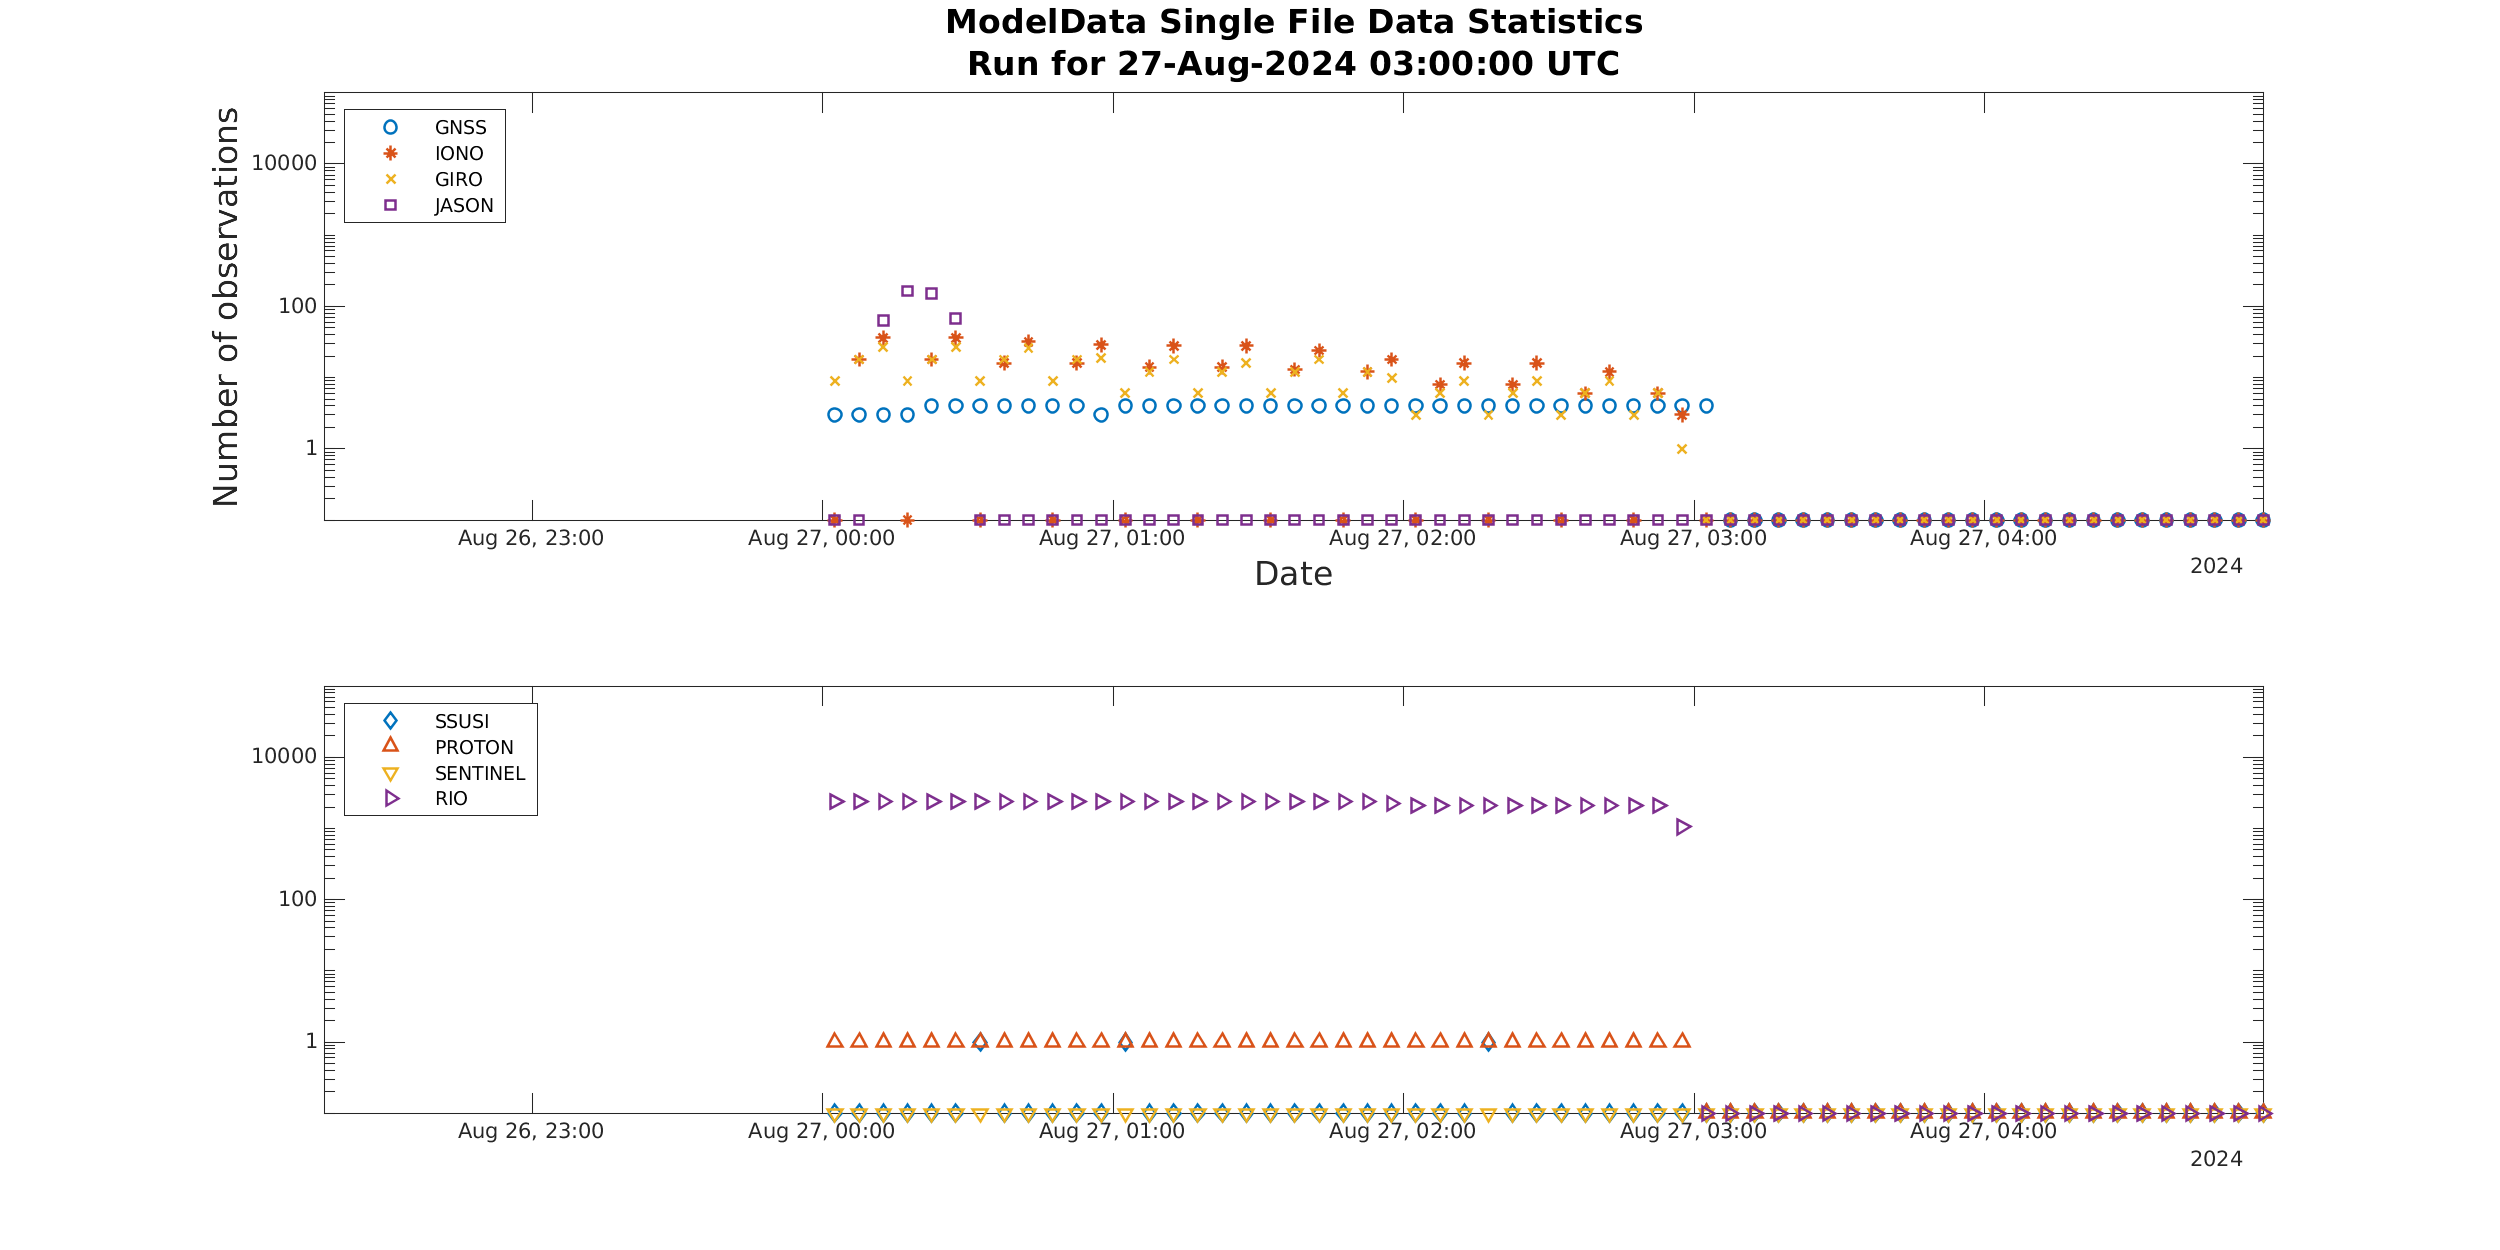 ModelData Single File Data Statistics
Run for 27-Aug-2024 03:00:00 UTC
Number of observations
10000
100
1
GNSS
IONO
GIRO
JASON
Aug 26, 23:00
Aug 27, 00:00
Aug 27, 01:00
Aug 27, 02:00
Aug 27, 03:00
Aug 27, 04:00
2024
Date
10000
100
1
SSUSI
PROTON
SENTINEL
RIO
Aug 26, 23:00
Aug 27, 00:00
Aug 27, 01:00
Aug 27, 02:00
Aug 27, 03:00
Aug 27, 04:00
2024